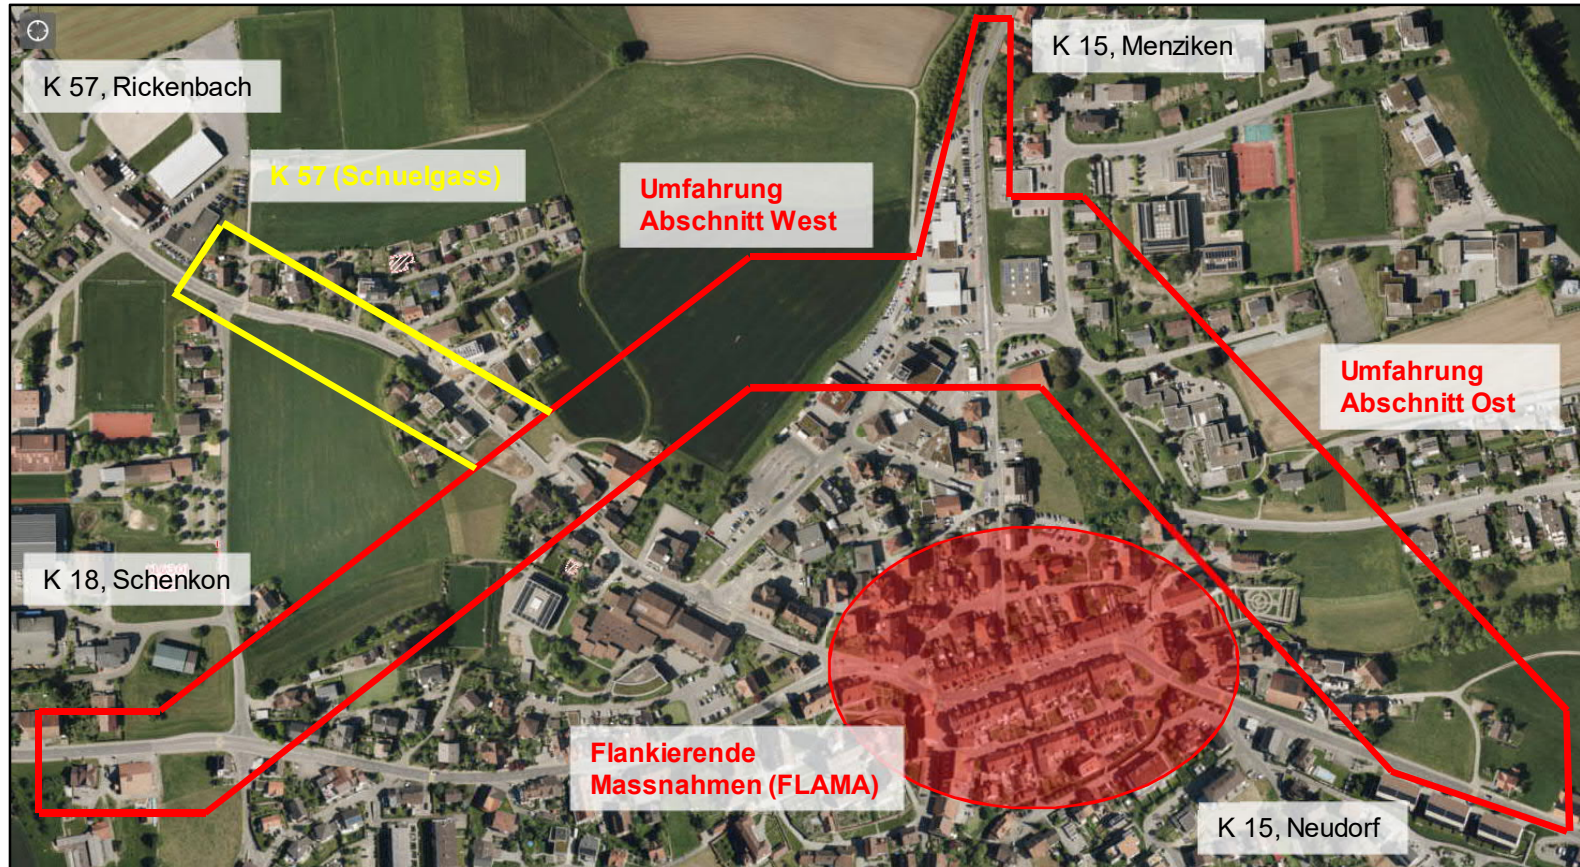 K 15, Menziken
K 57, Rickenbach
K 57 (Schuelgass)
Umfahrung
Abschnitt West
Umfahrung
Abschnitt Ost
K 18, Schenkon
Flankierende
Massnahmen (FLAMA)
K 15, Neudorf